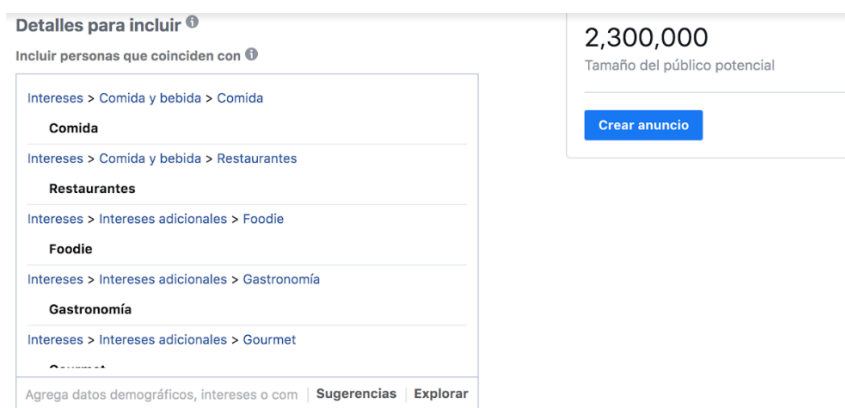 Detalles para incluir
Incluir personas que coinciden con
Intereses > Comida y bebida > Comida
Comida
Intereses > Comida y bebida > Restaurantes
Restaurantes
Intereses > Intereses adicionales > Foodie
Foodie
Intereses > Intereses adicionales > Gastronomía
Gastronomía
Intereses > Intereses adicionales > Gourmet
Gourmet
Agrega datos demográficos, intereses o com
Sugerencias
Explorar
2,300,000
Tamaño del público potencial
Crear anuncio